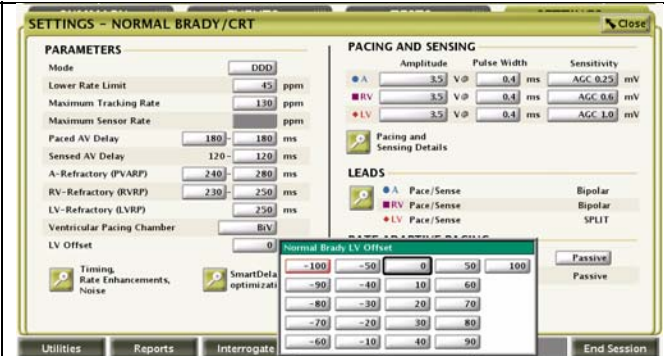 SETTINGS - NORMAL BRADY/CRT
Close
PARAMETERS
Mode DDD
Lower Rate Limit 45 ppm
Maximum Tracking Rate 130 ppm
Maximum Sensor Rate ppm
Paced AV Delay 180 - 180 ms
Sensed AV Delay 120 - 120 ms
A-Refractory (PVARP) 240 - 280 ms
RV-Refractory (RVRP) 230 - 250 ms
LV-Refractory (LVRP) 250 ms
Ventricular Pacing Chamber BiV
LV Offset 0
Timing,
Rate Enhancements,
Noise
SmartDela
optimizati
PACING AND SENSING
Amplitude Pulse Width Sensitivity
A 3.5 V@ 0.4 ms AGC 0.25 mV
RV 3.5 V@ 0.4 ms AGC 0.6 mV
LV 3.5 V@ 0.4 ms AGC 1.0 mV
Pacing and
Sensing Details
LEADS
A Pace/Sense Bipolar
RV Pace/Sense Bipolar
LV Pace/Sense SPLIT
Passive
Passive
Normal Brady LV Offset
-100 -50 0 50 100
-90 -40 10 60
-80 -30 20 70
-70 -20 30 80
-60 -10 40 90
Utilities Reports Interrogate End Session